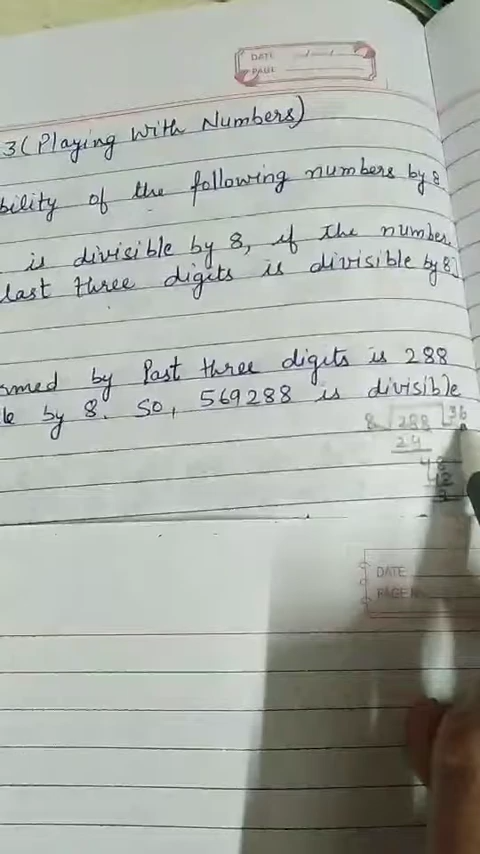 DATE
PAGE
3 (Playing With Numbers)
bility of the following numbers by 8
is divisible by 8, if the number
last three digits is divisible by 8
rmed by last three digits is 288
le by 8. So, 569288 is divisible
8 288 36
24
48
DATE
PAGE